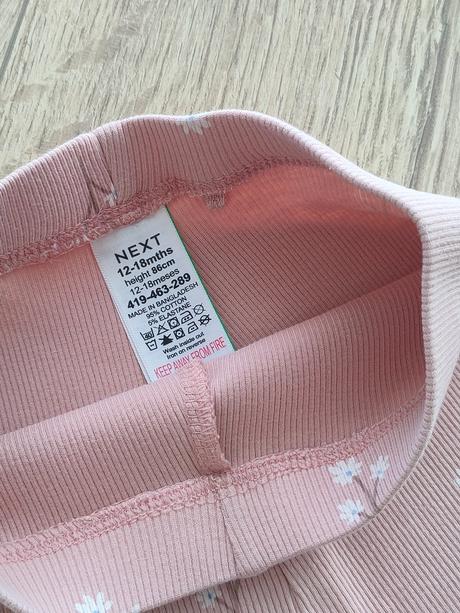 NEXT
12-18mths
height 86cm
12-18meses
419-463-289
MADE IN BANGLADESH
95% COTTON
5% ELASTANE
40
Wash inside out
Iron on reverse
KEEP AWAY FROM FIRE